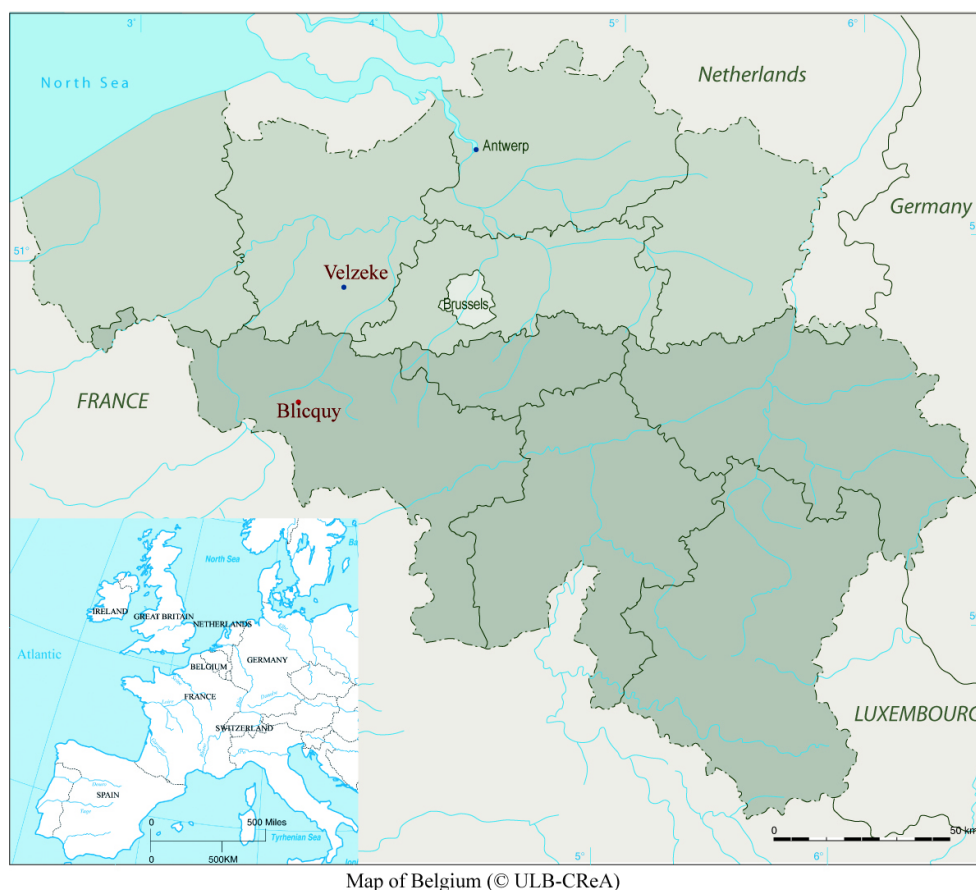 3°
4°
5°
6°
North Sea
Netherlands
Antwerp
Germany
51°
Velzeke
Brussels
FRANCE
Blicquy
North Sea
IRELAND
GREAT BRITAIN
NETHERLANDS
Atlantic
BELGIUM
GERMANY
FRANCE
SWITZERLAND
SPAIN
LUXEMBOURG
0 500 Miles
0 500KM
Tyrrhenian Sea
0 50 km
5°
6°
Map of Belgium (© ULB-CReA)